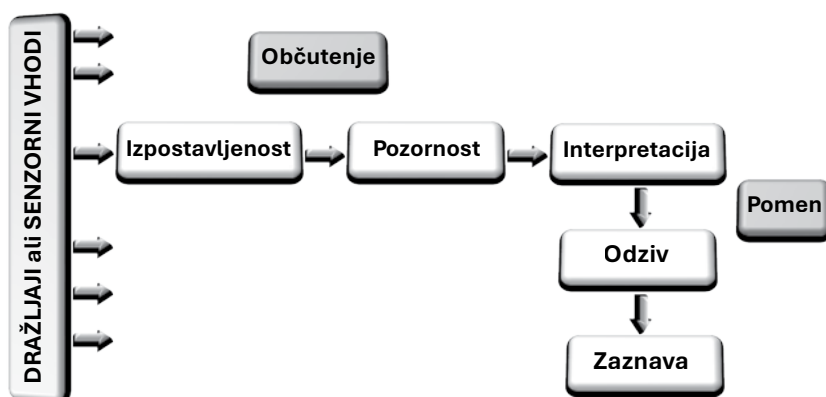 DRAŽLJAJI ali SENZORNI VHODI
Občutenje
Izpostavljenost
Pozornost
Interpretacija
Pomen
Odziv
Zaznava